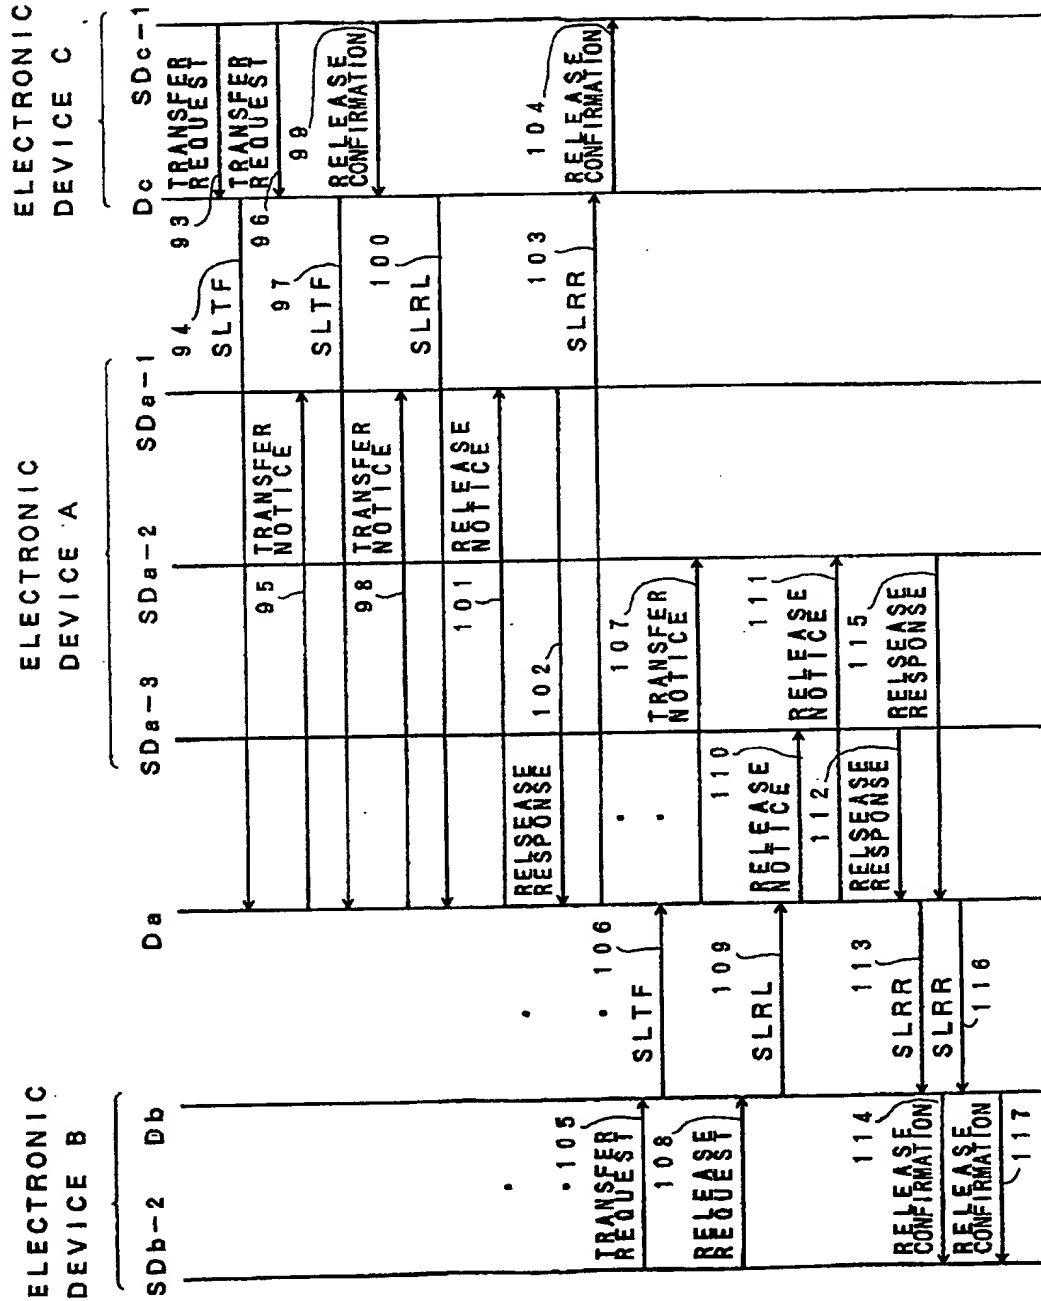 ELECTRONIC
DEVICE B
SDb-2
Db
ELECTRONIC
DEVICE A
Da
SDa-3
SDa-2
SDa-1
ELECTRONIC
DEVICE C
Dc
SDc-1
93
TRANSFER
REQUEST
94
SLTF
95
TRANSFER
NOTICE
96
TRANSFER
REQUEST
97
SLTF
98
TRANSFER
NOTICE
99
RELEASE
CONFIRMATION
100
SLRL
101
RELEASE
NOTICE
102
RELSEASE
RESPONSE
103
SLRR
104
RELEASE
CONFIRMATION
105
TRANSFER
REQUEST
106
SLTF
107
TRANSFER
NOTICE
108
RELEASE
REQUEST
109
SLRL
110
RELEASE
NOTICE
111
RELEASE
NOTICE
112
RELSEASE
RESPONSE
113
SLRR
114
RELEASE
CONFIRMATION
115
RELSEASE
RESPONSE
SLRR
116
RELEASE
CONFIRMATION
117